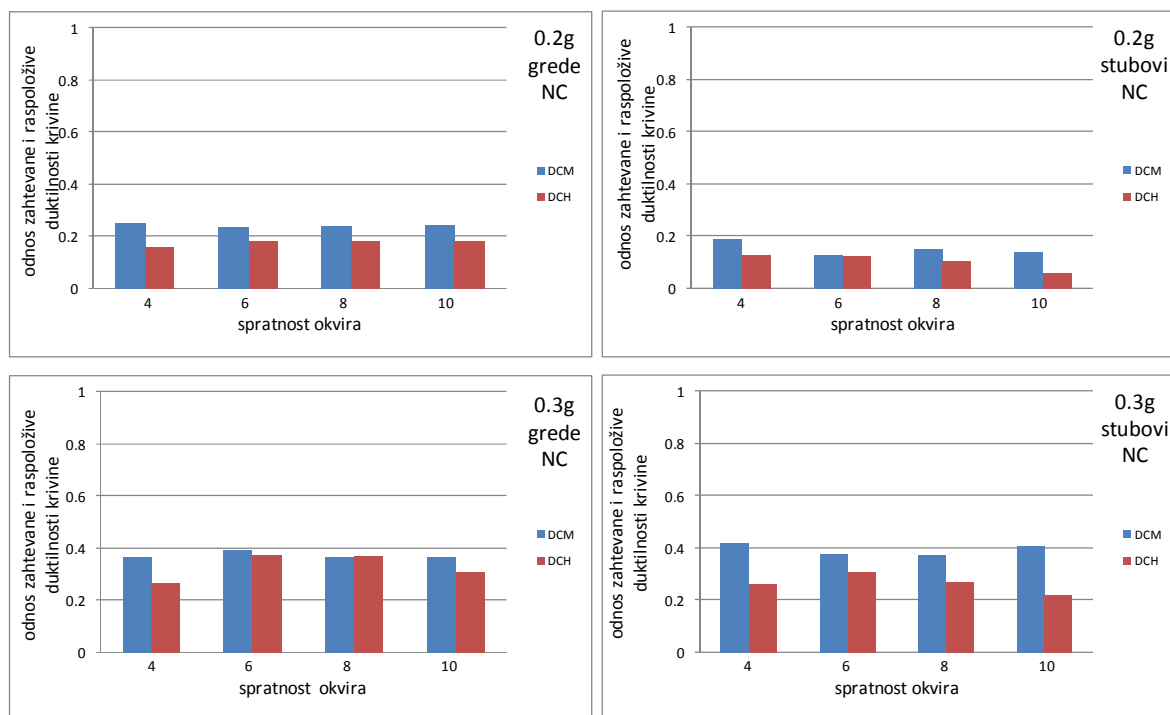 odnos zahtevane i raspoložive
duktilnosti krivine
1
0.8
0.6
0.4
0.2
0
4
6
8
10
spratnost okvira
0.2g
grede
NC
DCM
DCH
odnos zahtevane i raspoložive
duktilnosti krivine
1
0.8
0.6
0.4
0.2
0
4
6
8
10
spratnost okvira
0.2g
stubovi
NC
DCM
DCH
odnos zahtevane i raspoložive
duktilnosti krivine
1
0.8
0.6
0.4
0.2
0
4
6
8
10
spratnost okvira
0.3g
grede
NC
DCM
DCH
odnos zahtevane i raspoložive
duktilnosti krivine
1
0.8
0.6
0.4
0.2
0
4
6
8
10
spratnost okvira
0.3g
stubovi
NC
DCM
DCH